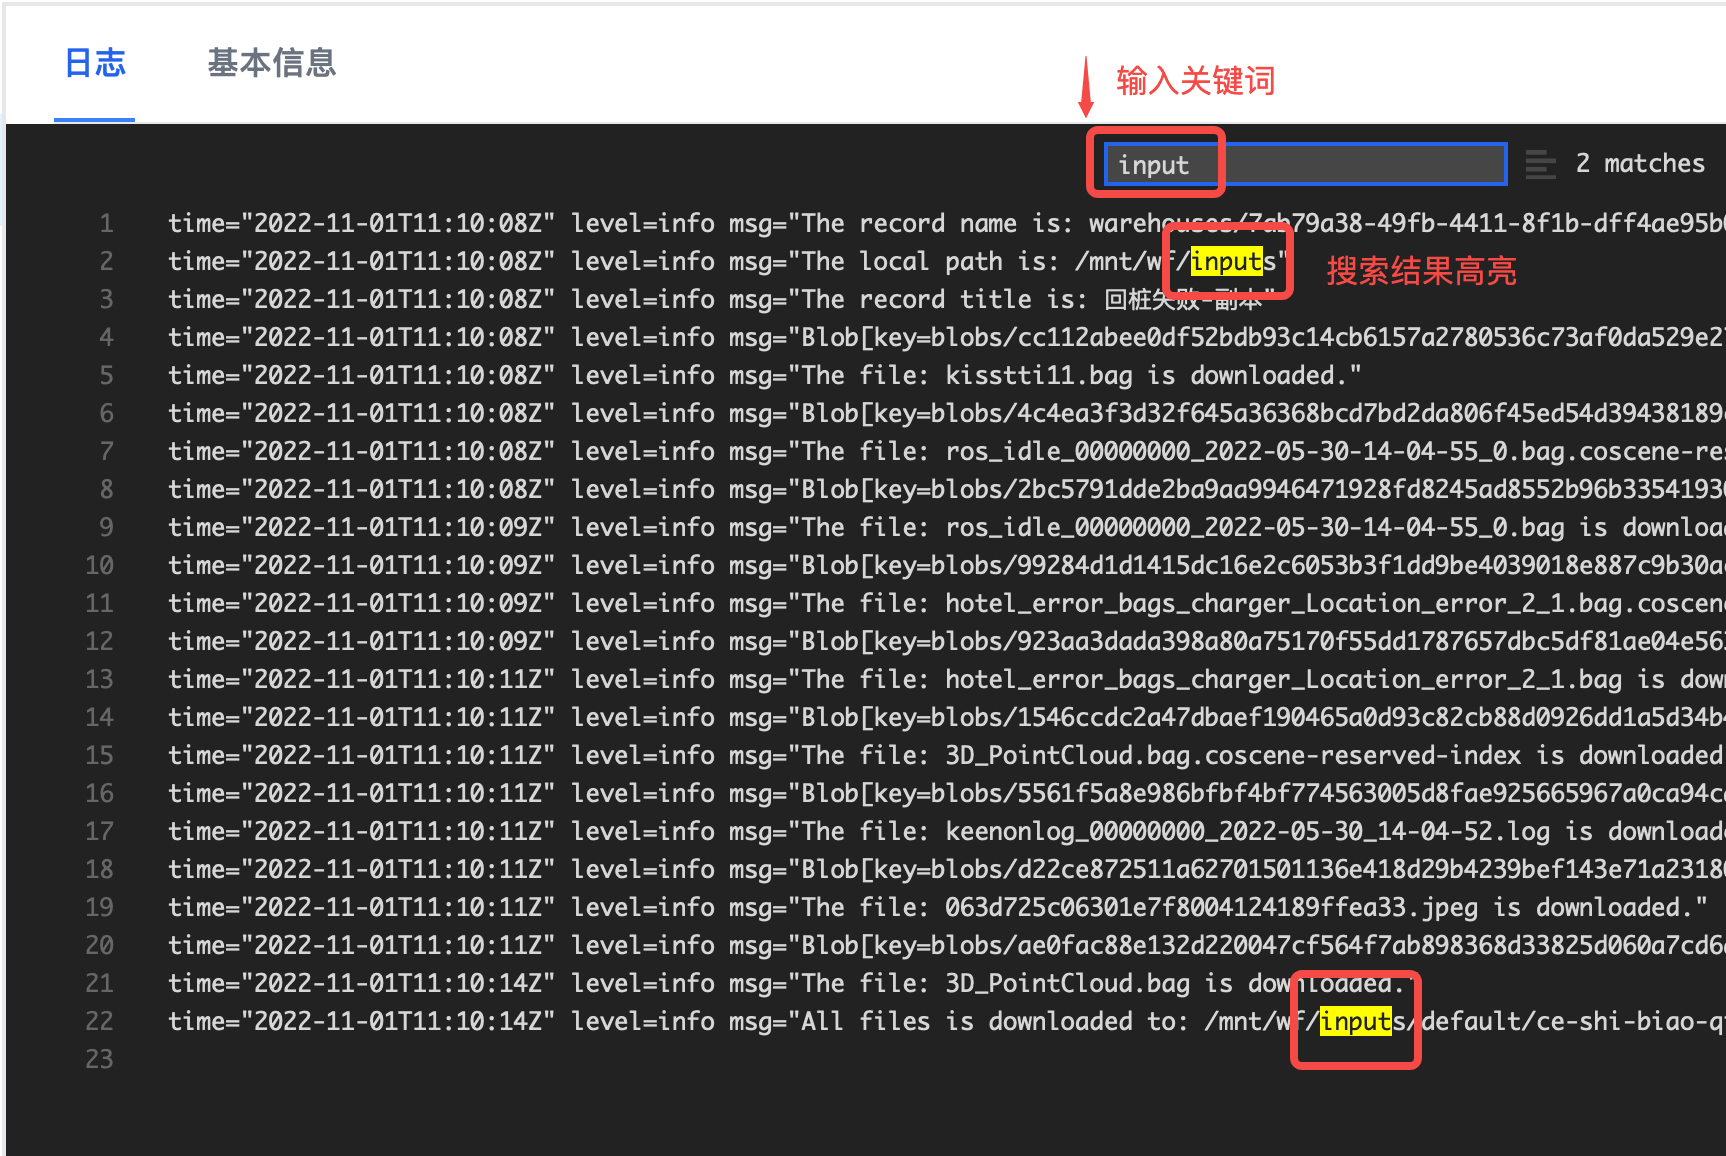 日志 基本信息
输入关键词
input 2 matches
1 time="2022-11-01T11:10:08Z" level=info msg="The record name is: warehouses/7ab79a38-49fb-4411-8f1b-dff4ae95b
2 time="2022-11-01T11:10:08Z" level=info msg="The local path is: /mnt/wf/inputs"
搜索结果高亮
3 time="2022-11-01T11:10:08Z" level=info msg="The record title is: 回桩失败-副本"
4 time="2022-11-01T11:10:08Z" level=info msg="Blob[key=blobs/cc112abee0df52bdb93c14cb6157a2780536c73af0da529e2
5 time="2022-11-01T11:10:08Z" level=info msg="The file: kisstti11.bag is downloaded."
6 time="2022-11-01T11:10:08Z" level=info msg="Blob[key=blobs/4c4ea3f3d32f645a36368bcd7bd2da806f45ed54d39438189
7 time="2022-11-01T11:10:08Z" level=info msg="The file: ros_idle_00000000_2022-05-30-14-04-55_0.bag.coscene-res
8 time="2022-11-01T11:10:08Z" level=info msg="Blob[key=blobs/2bc5791dde2ba9aa9946471928fd8245ad8552b96b3354193
9 time="2022-11-01T11:10:09Z" level=info msg="The file: ros_idle_00000000_2022-05-30-14-04-55_0.bag is downloa
10 time="2022-11-01T11:10:09Z" level=info msg="Blob[key=blobs/99284d1d1415dc16e2c6053b3f1dd9be4039018e887c9b30a
11 time="2022-11-01T11:10:09Z" level=info msg="The file: hotel_error_bags_charger_Location_error_2_1.bag.coscen
12 time="2022-11-01T11:10:09Z" level=info msg="Blob[key=blobs/923aa3dada398a80a75170f55dd1787657dbc5df81ae04e56
13 time="2022-11-01T11:10:11Z" level=info msg="The file: hotel_error_bags_charger_Location_error_2_1.bag is dow
14 time="2022-11-01T11:10:11Z" level=info msg="Blob[key=blobs/1546ccdc2a47dbaef190465a0d93c82cb88d0926dd1a5d34b
15 time="2022-11-01T11:10:11Z" level=info msg="The file: 3D_PointCloud.bag.coscene-reserved-index is downloaded
16 time="2022-11-01T11:10:11Z" level=info msg="Blob[key=blobs/5561f5a8e986bfbf4bf774563005d8fae925665967a0ca94c
17 time="2022-11-01T11:10:11Z" level=info msg="The file: keenonlog_00000000_2022-05-30_14-04-52.log is download
18 time="2022-11-01T11:10:11Z" level=info msg="Blob[key=blobs/d22ce872511a62701501136e418d29b4239bef143e71a2318
19 time="2022-11-01T11:10:11Z" level=info msg="The file: 063d725c06301e7f8004124189ffea33.jpeg is downloaded."
20 time="2022-11-01T11:10:11Z" level=info msg="Blob[key=blobs/ae0fac88e132d220047cf564f7ab898368d33825d060a7cd6
21 time="2022-11-01T11:10:14Z" level=info msg="The file: 3D_PointCloud.bag is downloaded."
22 time="2022-11-01T11:10:14Z" level=info msg="All files is downloaded to: /mnt/wf/inputs/default/ce-shi-biao-q
23